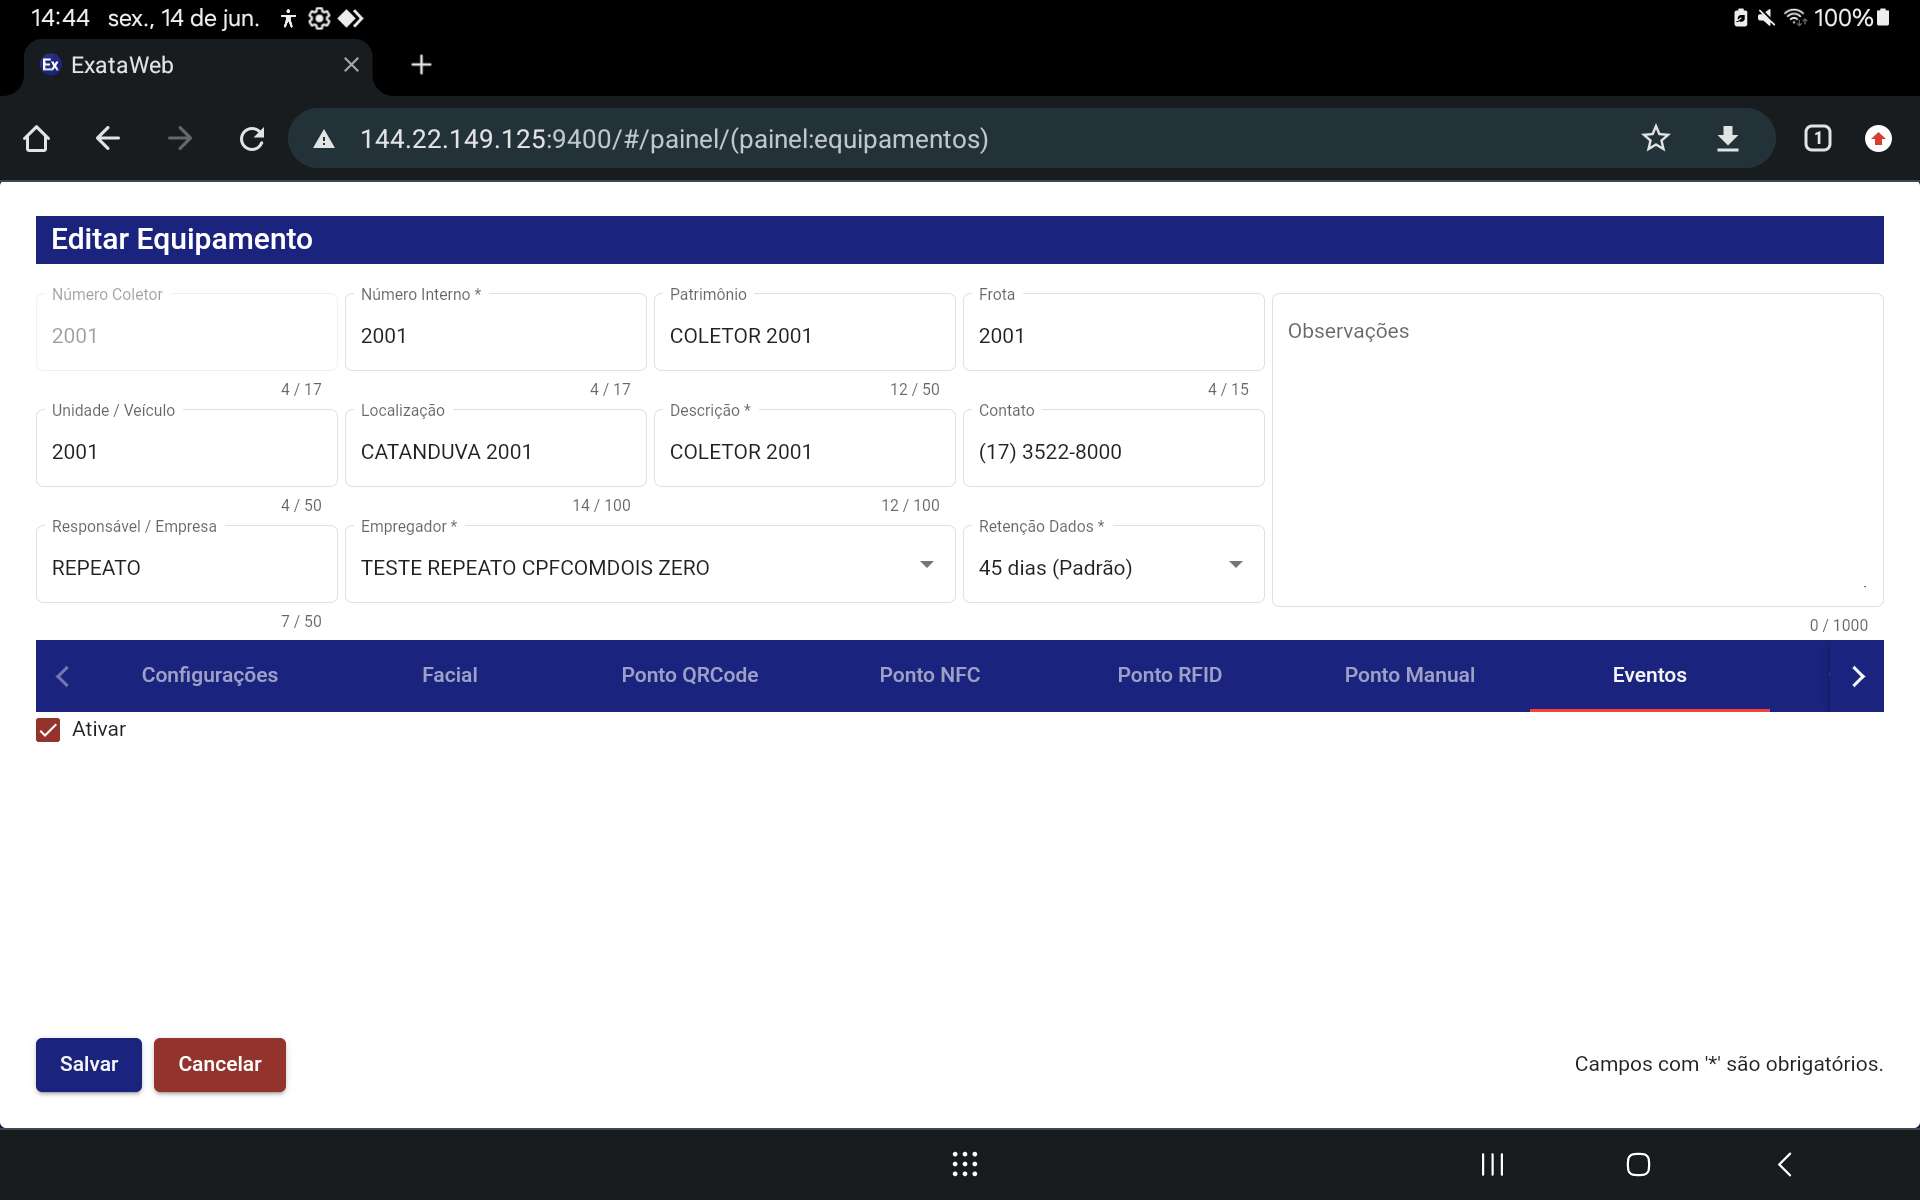 14:44 sex., 14 de jun.
100%
Ex ExataWeb
144.22.149.125:9400/#/painel/(painel:equipamentos)
1
Editar Equipamento
Número Coletor
2001
4 / 17
Número Interno *
2001
4 / 17
Patrimônio
COLETOR 2001
12 / 50
Frota
2001
4 / 15
Observações
0 / 1000
Unidade / Veículo
2001
4 / 50
Localização
CATANDUVA 2001
14 / 100
Descrição *
COLETOR 2001
12 / 100
Contato
(17) 3522-8000
Responsável / Empresa
REPEATO
7 / 50
Empregador *
TESTE REPEATO CPFCOMDOIS ZERO
Retenção Dados *
45 dias (Padrão)
Configurações
Facial
Ponto QRCode
Ponto NFC
Ponto RFID
Ponto Manual
Eventos
Ativar
Salvar
Cancelar
Campos com '*' são obrigatórios.